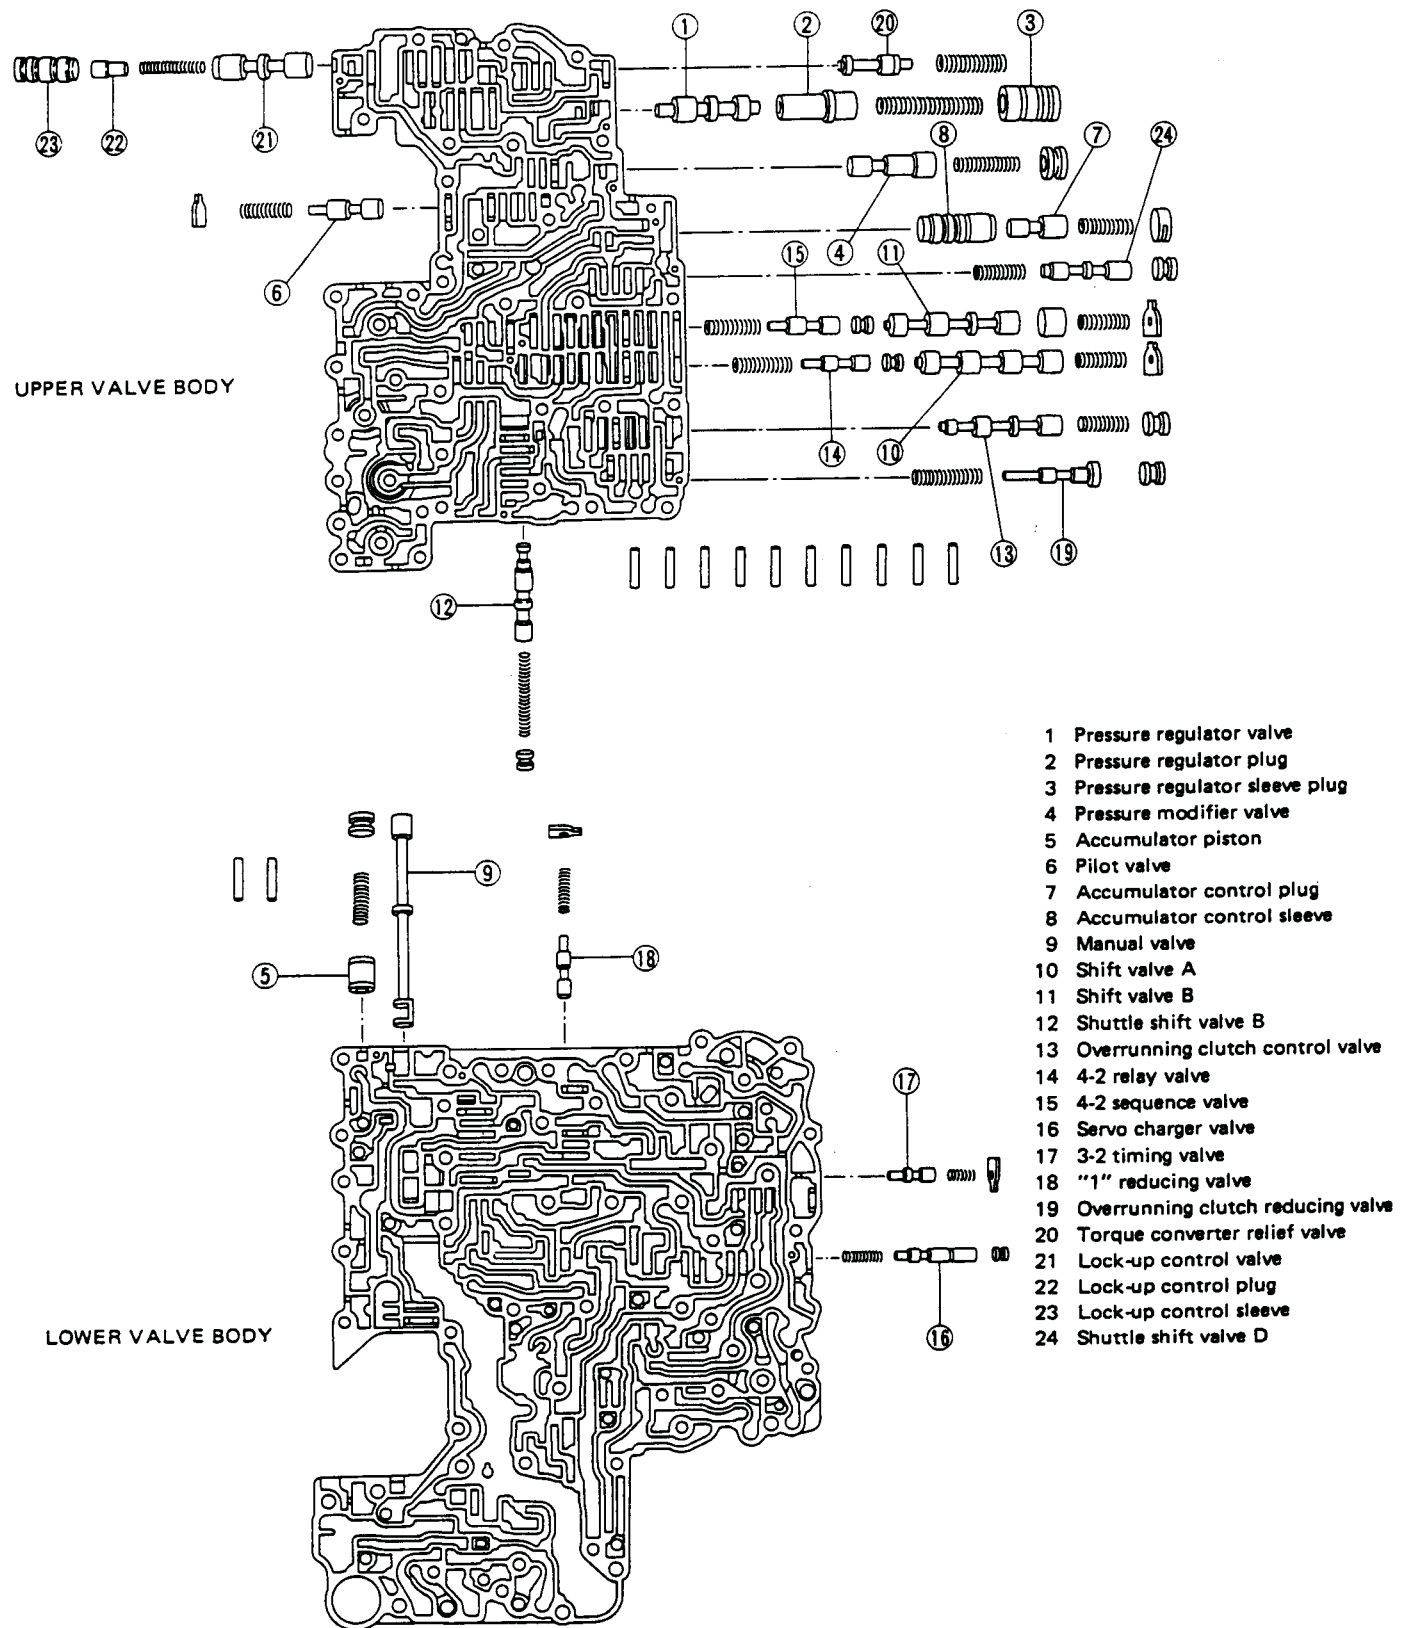 1 2 20 3
23 22 21
8 7 24
6 4 15 11
UPPER VALVE BODY
14 10
13 19
12
9
5 18
17
LOWER VALVE BODY
16
1 Pressure regulator valve
2 Pressure regulator plug
3 Pressure regulator sleeve plug
4 Pressure modifier valve
5 Accumulator piston
6 Pilot valve
7 Accumulator control plug
8 Accumulator control sleeve
9 Manual valve
10 Shift valve A
11 Shift valve B
12 Shuttle shift valve B
13 Overrunning clutch control valve
14 4-2 relay valve
15 4-2 sequence valve
16 Servo charger valve
17 3-2 timing valve
18 "1" reducing valve
19 Overrunning clutch reducing valve
20 Torque converter relief valve
21 Lock-up control valve
22 Lock-up control plug
23 Lock-up control sleeve
24 Shuttle shift valve D